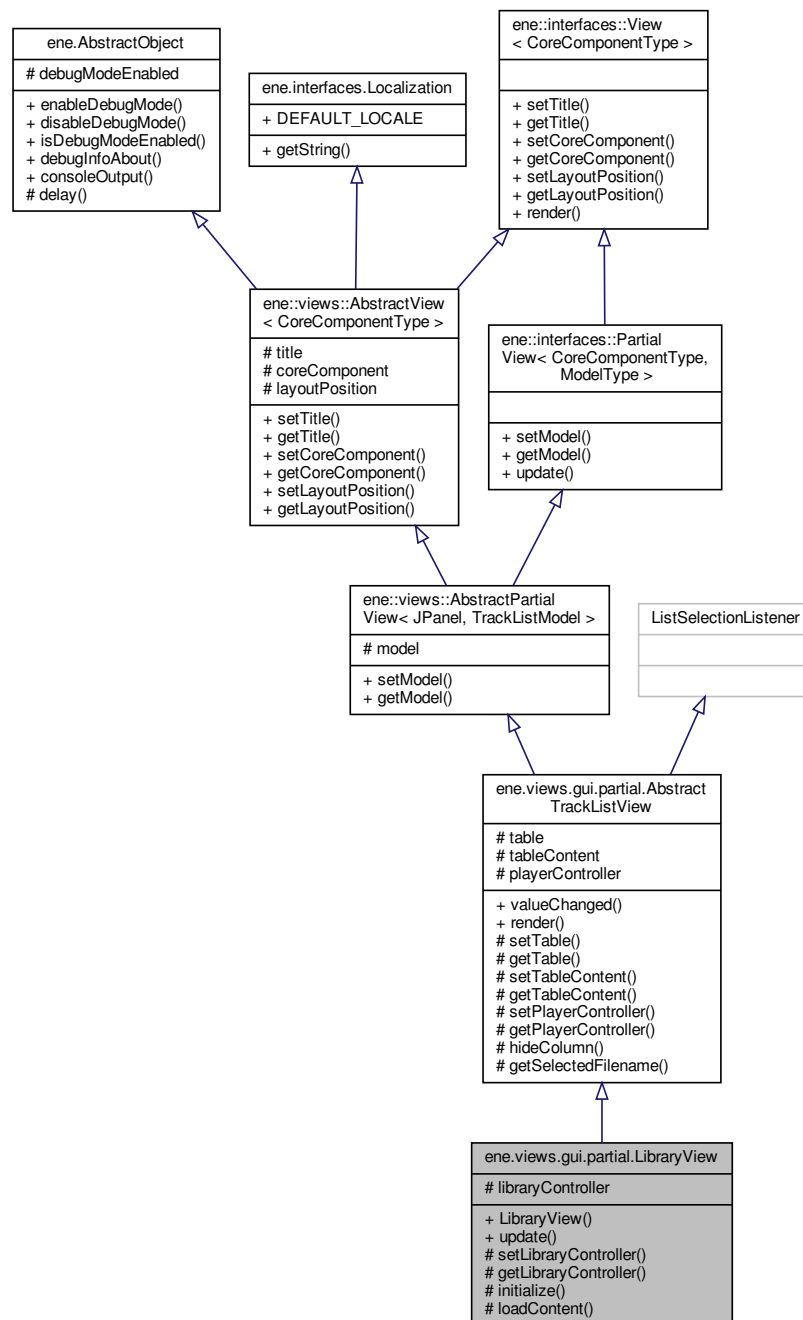 ene.AbstractObject
# debugModeEnabled
+ enableDebugMode()
+ disableDebugMode()
+ isDebugModeEnabled()
+ debugInfoAbout()
+ consoleOutput()
# delay()
ene.interfaces.Localization
+ DEFAULT_LOCALE
+ getString()
ene::interfaces::View
< CoreComponentType >
+ setTitle()
+ getTitle()
+ setCoreComponent()
+ getCoreComponent()
+ setLayoutPosition()
+ getLayoutPosition()
+ render()
ene::views::AbstractView
< CoreComponentType >
# title
# coreComponent
# layoutPosition
+ setTitle()
+ getTitle()
+ setCoreComponent()
+ getCoreComponent()
+ setLayoutPosition()
+ getLayoutPosition()
ene::interfaces::Partial
View< CoreComponentType,
ModelType >
+ setModel()
+ getModel()
+ update()
ene::views::AbstractPartial
View< JPanel, TrackListModel >
# model
+ setModel()
+ getModel()
ListSelectionListener
ene.views.gui.partial.Abstract
TrackListView
# table
# tableContent
# playerController
+ valueChanged()
+ render()
# setTable()
# getTable()
# setTableContent()
# getTableContent()
# setPlayerController()
# getPlayerController()
# hideColumn()
# getSelectedFilename()
ene.views.gui.partial.LibraryView
# libraryController
+ LibraryView()
+ update()
# setLibraryController()
# getLibraryController()
# initialize()
# loadContent()